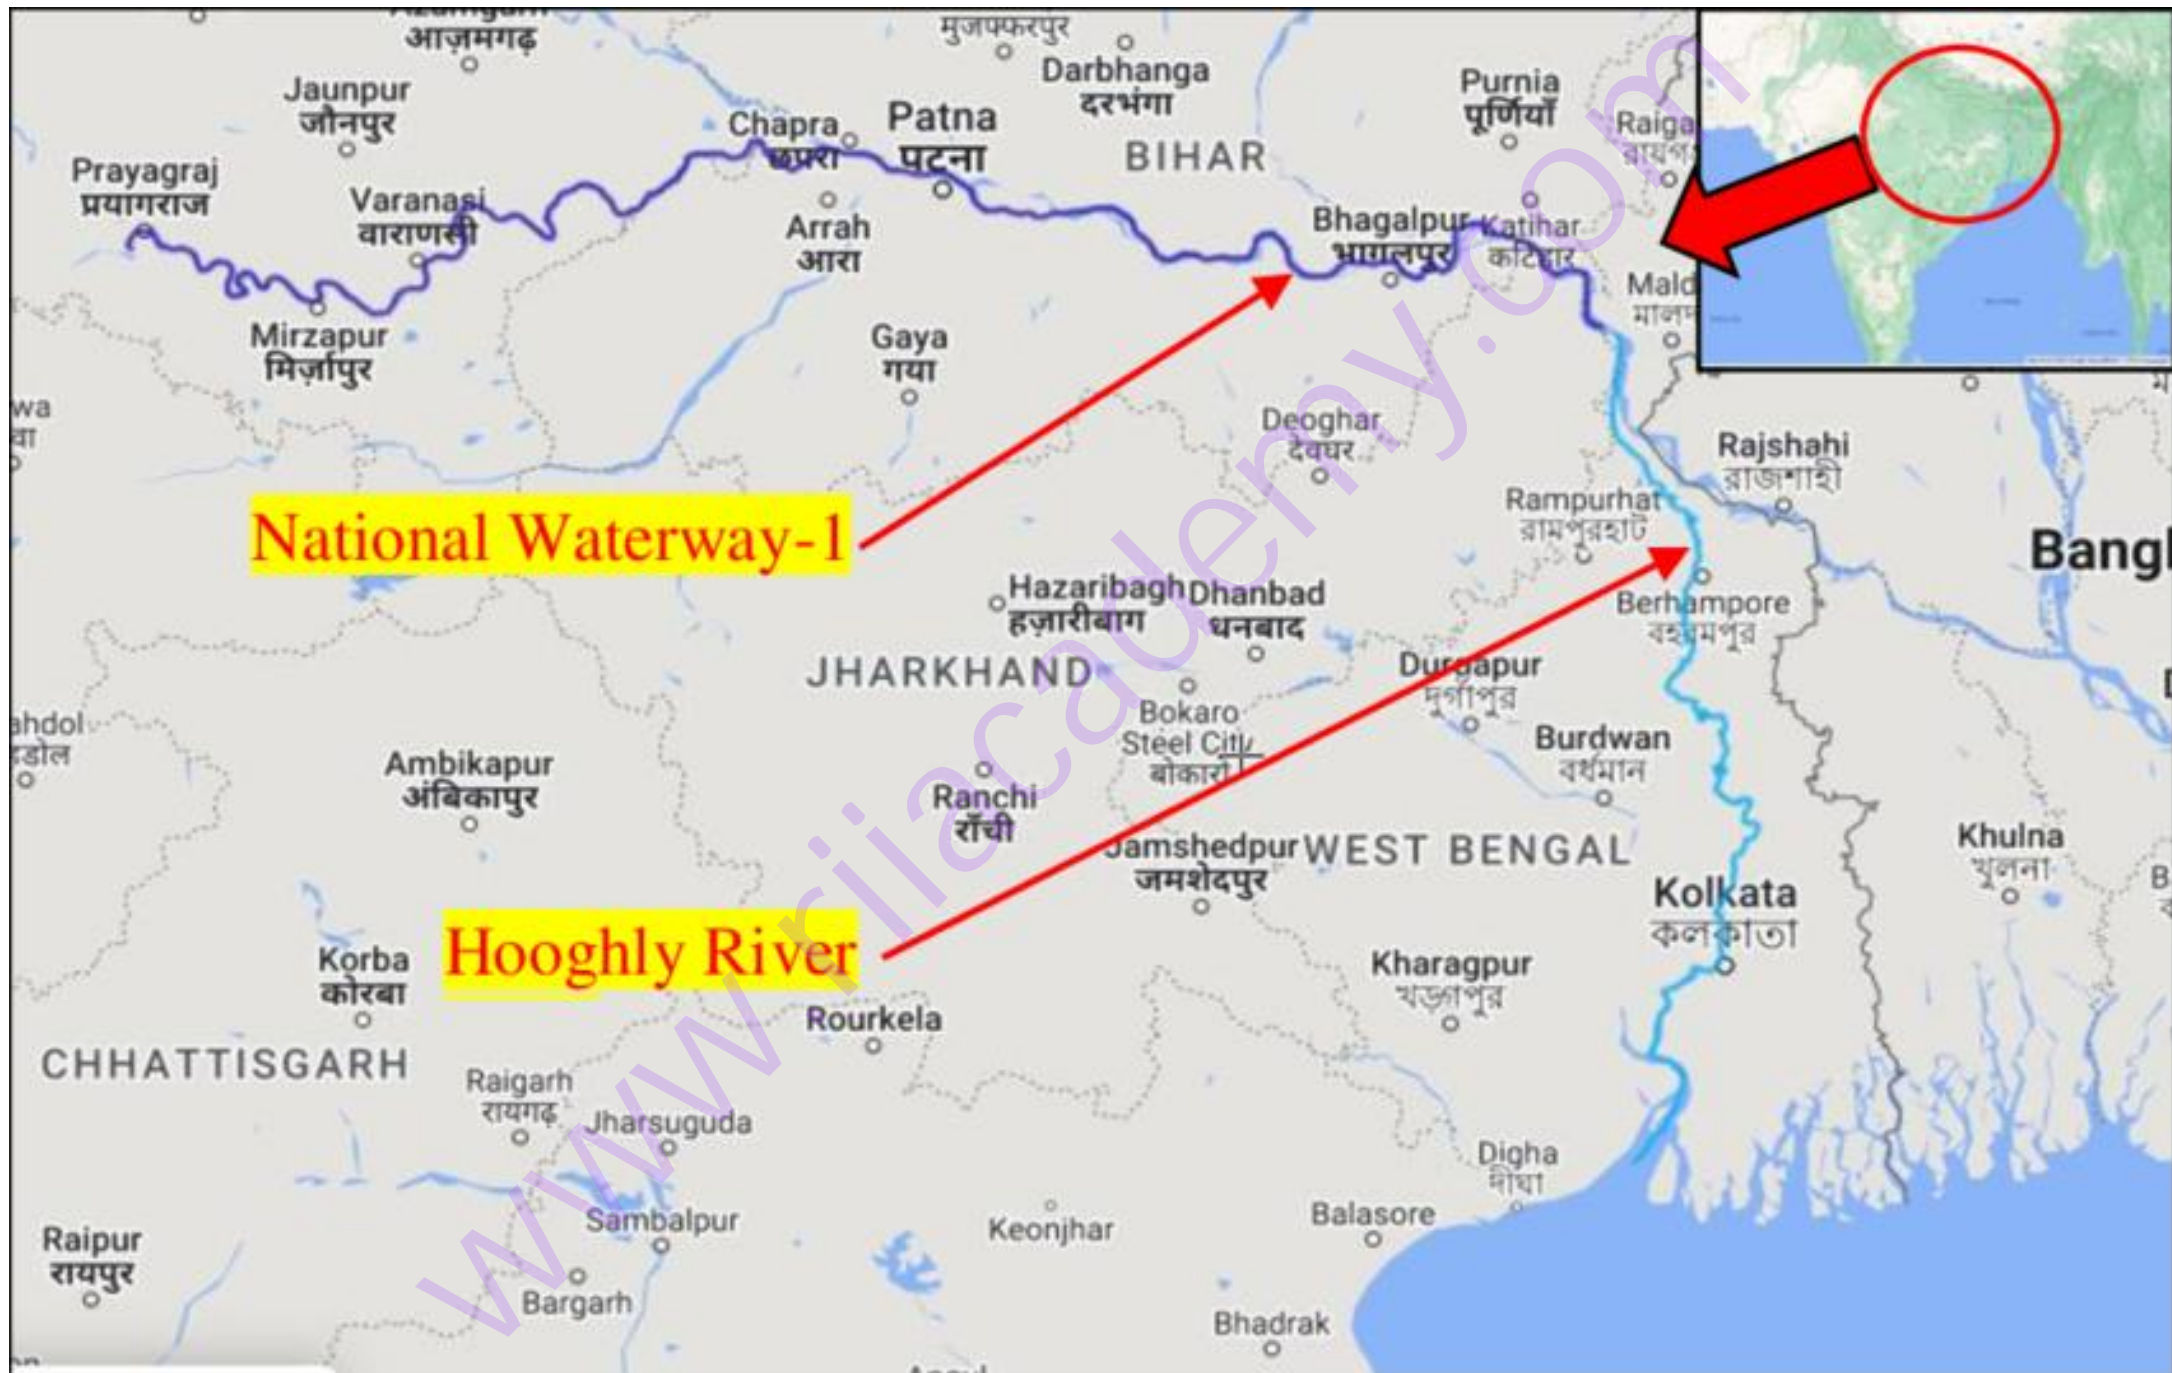 आज़मगढ़
मुजफ्फरपुर
Jaunpur
जौनपुर
Darbhanga
दरभंगा
Purnia
पूर्णियाँ
Chapra
छपरा
Patna
पटना
BIHAR
Prayagraj
प्रयागराज
Varanasi
वाराणसी
Arrah
आरा
Bhagalpur
भागलपुर
Katihar
कटिहार
Mirzapur
मिर्ज़ापुर
Gaya
गया
Deoghar
देवघर
Rajshahi
রাজশাহী
Rampurhat
রামপুরহাট
National Waterway-1
Bangl
Hazaribagh
हज़ारीबाग
Dhanbad
धनबाद
Berhampore
বহরমপুর
JHARKHAND
Durgapur
দুর্গাপুর
Bokaro
Steel City
बोकारो
Burdwan
বর্ধমান
Ambikapur
अंबिकापुर
Ranchi
राँची
Jamshedpur
जमशेदपुर
WEST BENGAL
Khulna
খুলনা
Kolkata
কলকাতা
Hooghly River
Korba
कोरबा
Kharagpur
খড়্গপুর
Rourkela
CHHATTISGARH
Raigarh
रायगढ़
Jharsuguda
Digha
দীঘা
Sambalpur
Keonjhar
Balasore
Raipur
रायपुर
Bargarh
Bhadrak
www.riiacademy.com